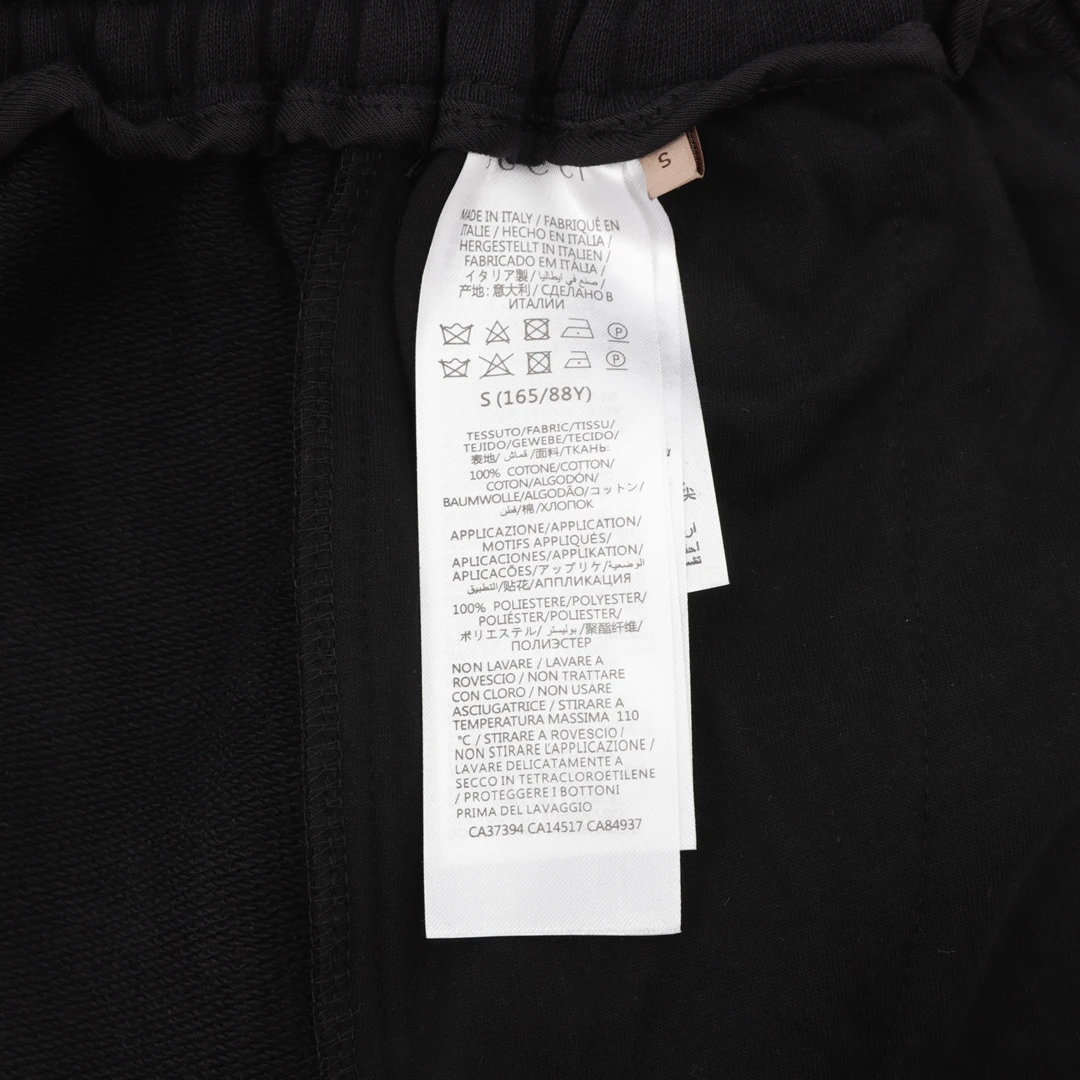 GUCCI
S
MADE IN ITALY / FABRIQUÉ EN
ITALIE / HECHO EN ITALIA /
HERGESTELLT IN ITALIEN /
FABRICADO EM ITÁLIA /
イタリア製 / صنع في ايطاليا /
产地: 意大利 / СДЕЛАНО В
ИТАЛИИ
P
P
S (165/88Y)
TESSUTO/FABRIC/TISSU/
TEJIDO/GEWEBE/TECIDO/
表地/ قماش /面料/ТКАНЬ:
100% COTONE/COTTON/
COTON/ALGODÓN/
BAUMWOLLE/ALGODÃO/コットン/
قطن/棉/ХЛОПОК
APPLICAZIONE/APPLICATION/
MOTIFS APPLIQUÉS/
APLICACIONES/APPLIKATION/
APLICACÕES/アップリケ/الوضعية/
التطبيق/贴花/АППЛИКАЦИЯ
100% POLIESTERE/POLYESTER/
POLIÉSTER/POLIESTER/
ポリエステル/ بوليستر /聚酯纤维/
ПОЛИЭСТЕР
NON LAVARE / LAVARE A
ROVESCIO / NON TRATTARE
CON CLORO / NON USARE
ASCIUGATRICE / STIRARE A
TEMPERATURA MASSIMA 110
°C / STIRARE A ROVESCIO /
NON STIRARE L'APPLICAZIONE /
LAVARE DELICATAMENTE A
SECCO IN TETRACLOROETILENE
/ PROTEGGERE I BOTTONI
PRIMA DEL LAVAGGIO
CA37394 CA14517 CA84937